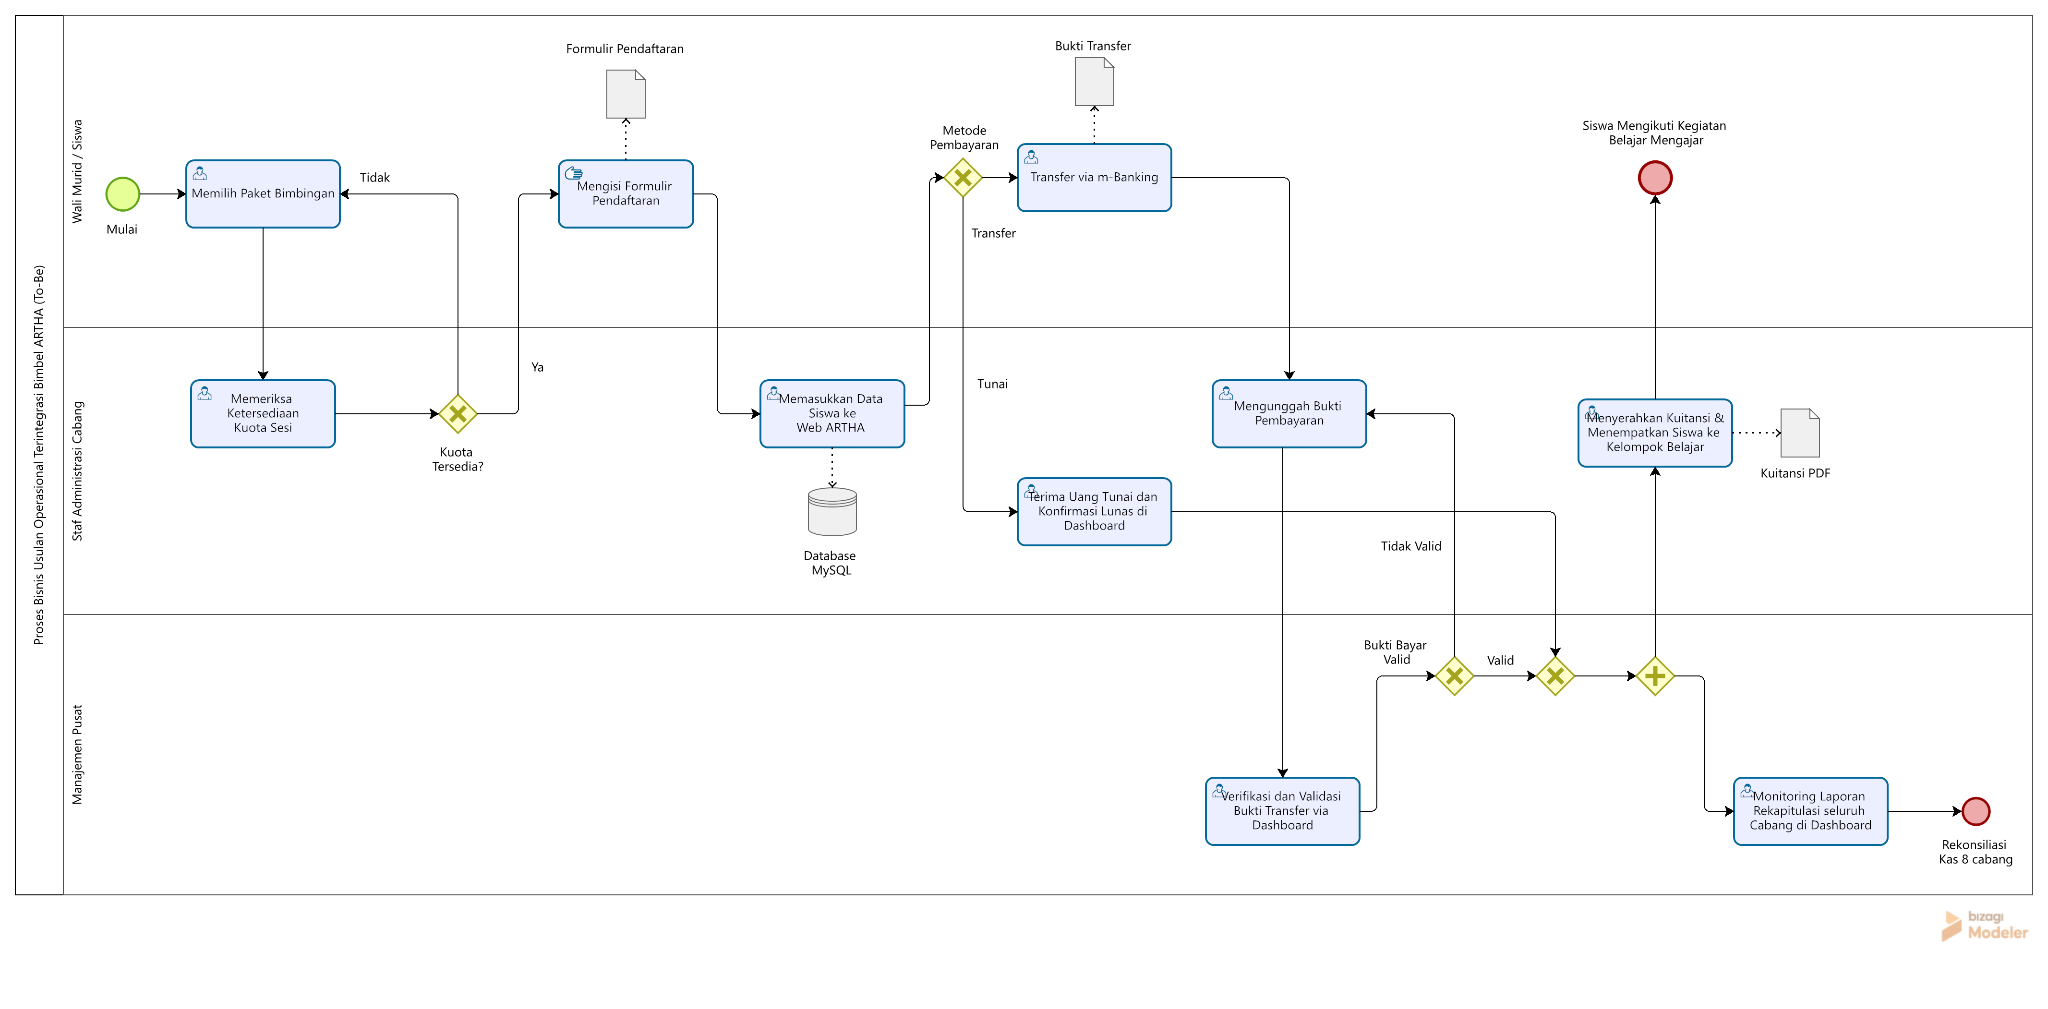 Proses Bisnis Usulan Operasional Terintegrasi Bimbel ARTHA (To-Be)
Wali Murid / Siswa
Mulai
Memilih Paket Bimbingan
Tidak
Formulir Pendaftaran
Mengisi Formulir
Pendaftaran
Metode
Pembayaran
Bukti Transfer
Transfer via m-Banking
Transfer
Siswa Mengikuti Kegiatan
Belajar Mengajar
Staf Administrasi Cabang
Memeriksa
Ketersediaan
Kuota Sesi
Kuota
Tersedia?
Ya
Memasukkan Data
Siswa ke
Web ARTHA
Database
MySQL
Tunai
Terima Uang Tunai dan
Konfirmasi Lunas di
Dashboard
Mengunggah Bukti
Pembayaran
Tidak Valid
Menyerahkan Kuitansi &
Menempatkan Siswa ke
Kelompok Belajar
Kuitansi PDF
Manajemen Pusat
Verifikasi dan Validasi
Bukti Transfer via
Dashboard
Bukti Bayar
Valid
Valid
Monitoring Laporan
Rekapitulasi seluruh
Cabang di Dashboard
Rekonsiliasi
Kas 8 cabang
bizagi
Modeler